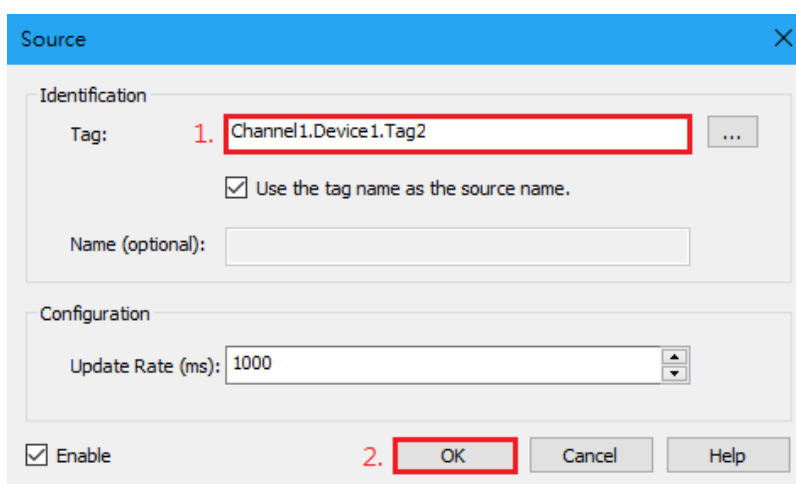 Source
Identification
Tag: 1. Channel1.Device1.Tag2 ...
Use the tag name as the source name.
Name (optional):
Configuration
Update Rate (ms): 1000
Enable 2. OK Cancel Help